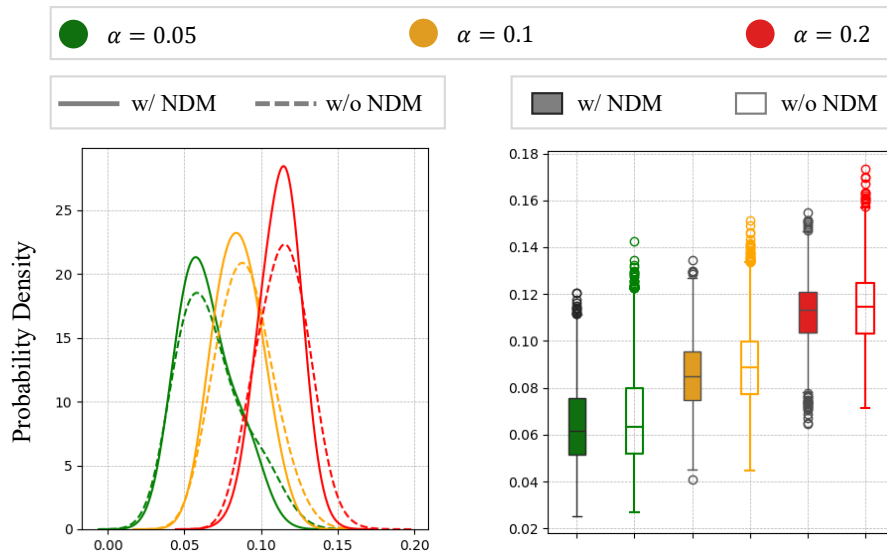 α = 0.05
α = 0.1
α = 0.2
w/ NDM
w/o NDM
w/ NDM
w/o NDM
Probability Density
25
20
15
10
5
0
0.00
0.05
0.10
0.15
0.20
0.18
0.16
0.14
0.12
0.10
0.08
0.06
0.04
0.02